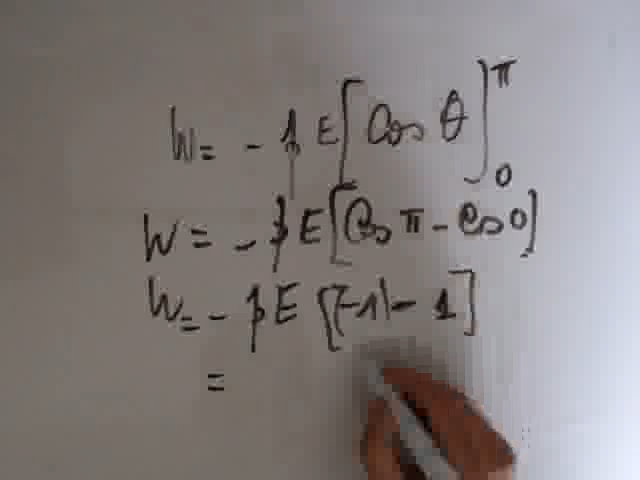 W = - p E [Cos θ]₀^π
W = - p E [Cos π - Cos 0]
W = - p E [(-1) - 1]
=